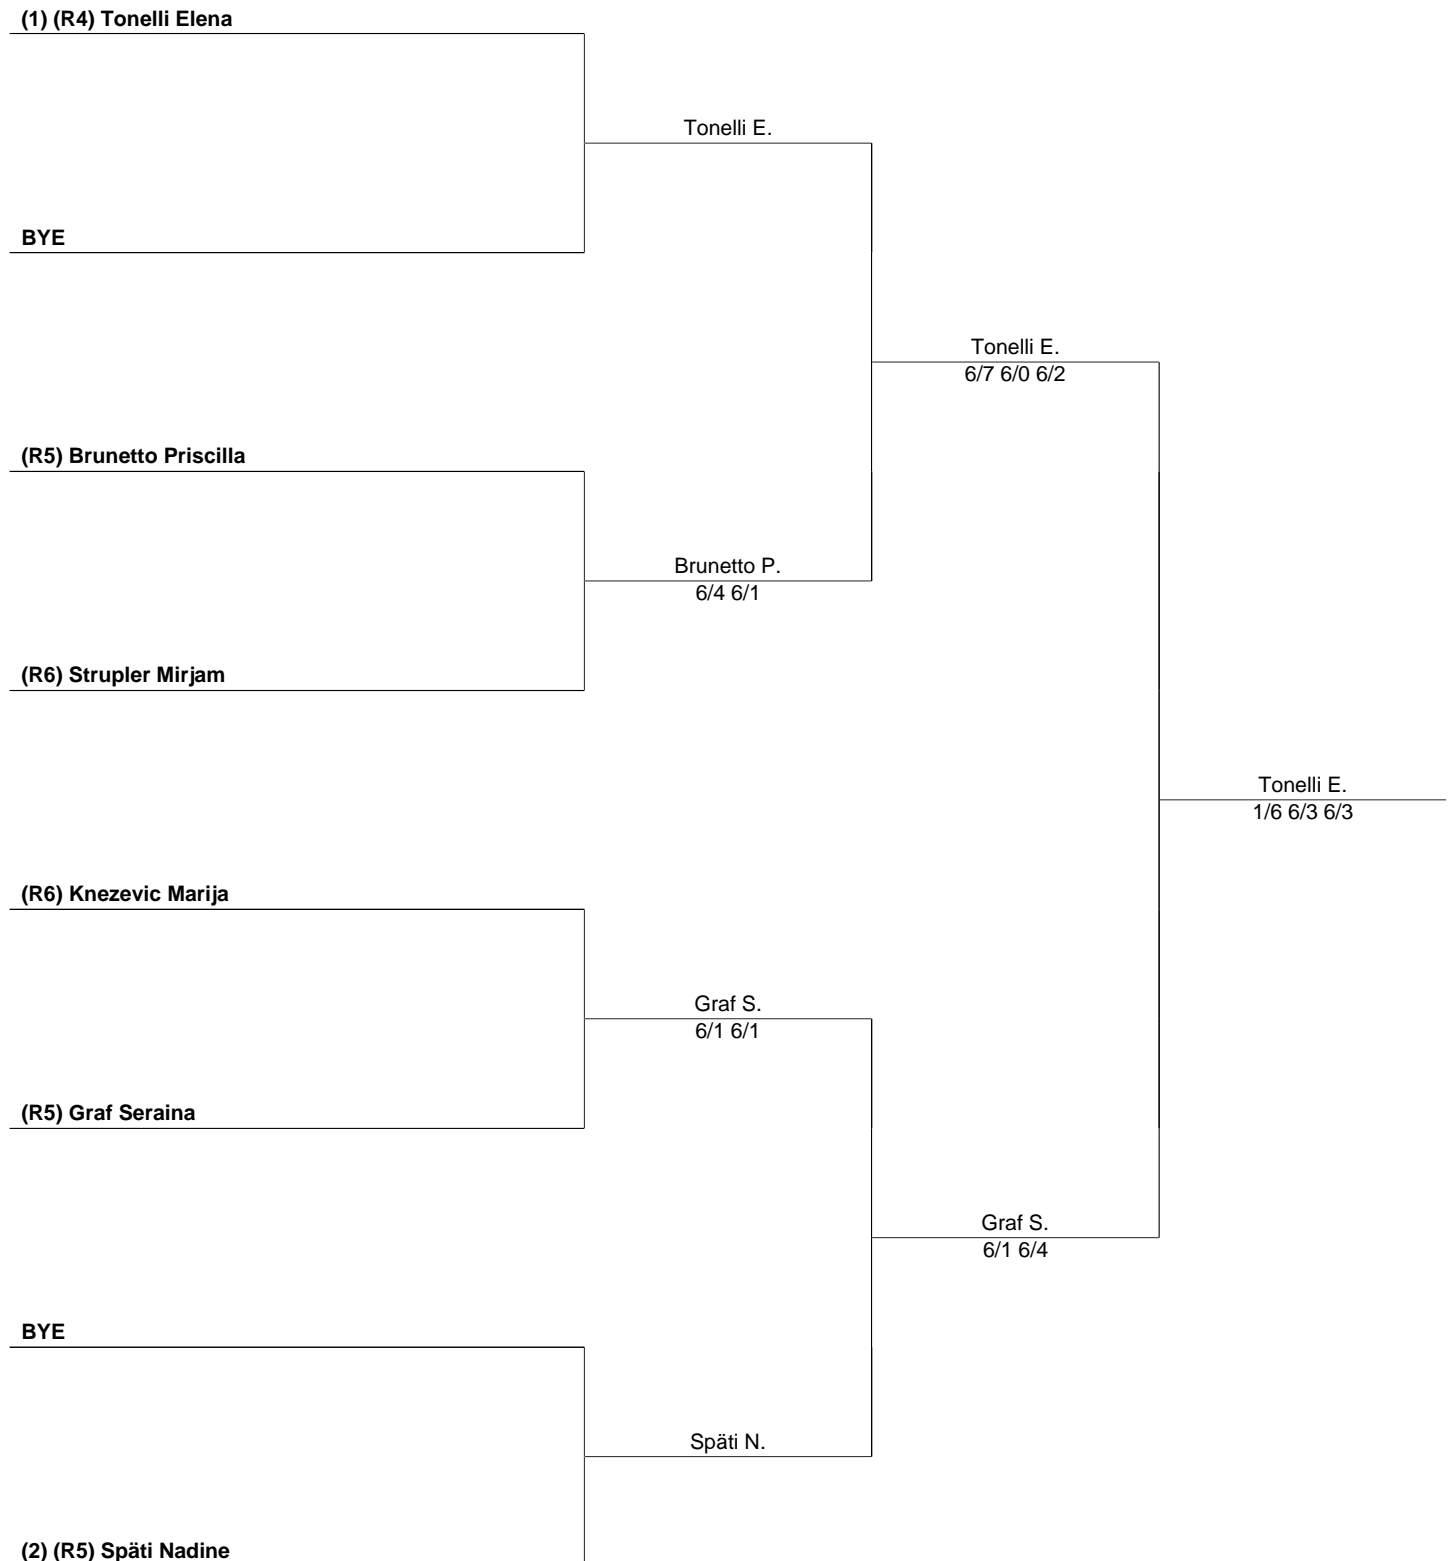 (1) (R4) Tonelli Elena
Tonelli E.
BYE
Tonelli E.
6/7 6/0 6/2
(R5) Brunetto Priscilla
Brunetto P.
6/4 6/1
(R6) Strupler Mirjam
Tonelli E.
1/6 6/3 6/3
(R6) Knezevic Marija
Graf S.
6/1 6/1
(R5) Graf Seraina
Graf S.
6/1 6/4
BYE
Späti N.
(2) (R5) Späti Nadine